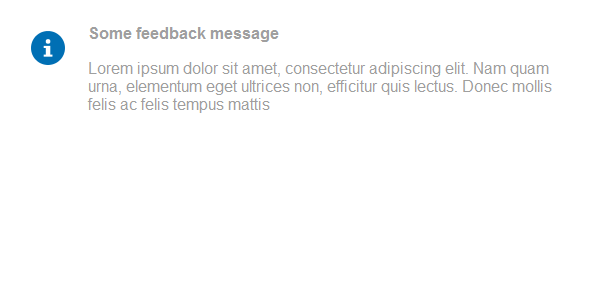 Some feedback message
Lorem ipsum dolor sit amet, consectetur adipiscing elit. Nam quam
urna, elementum eget ultrices non, efficitur quis lectus. Donec mollis
felis ac felis tempus mattis